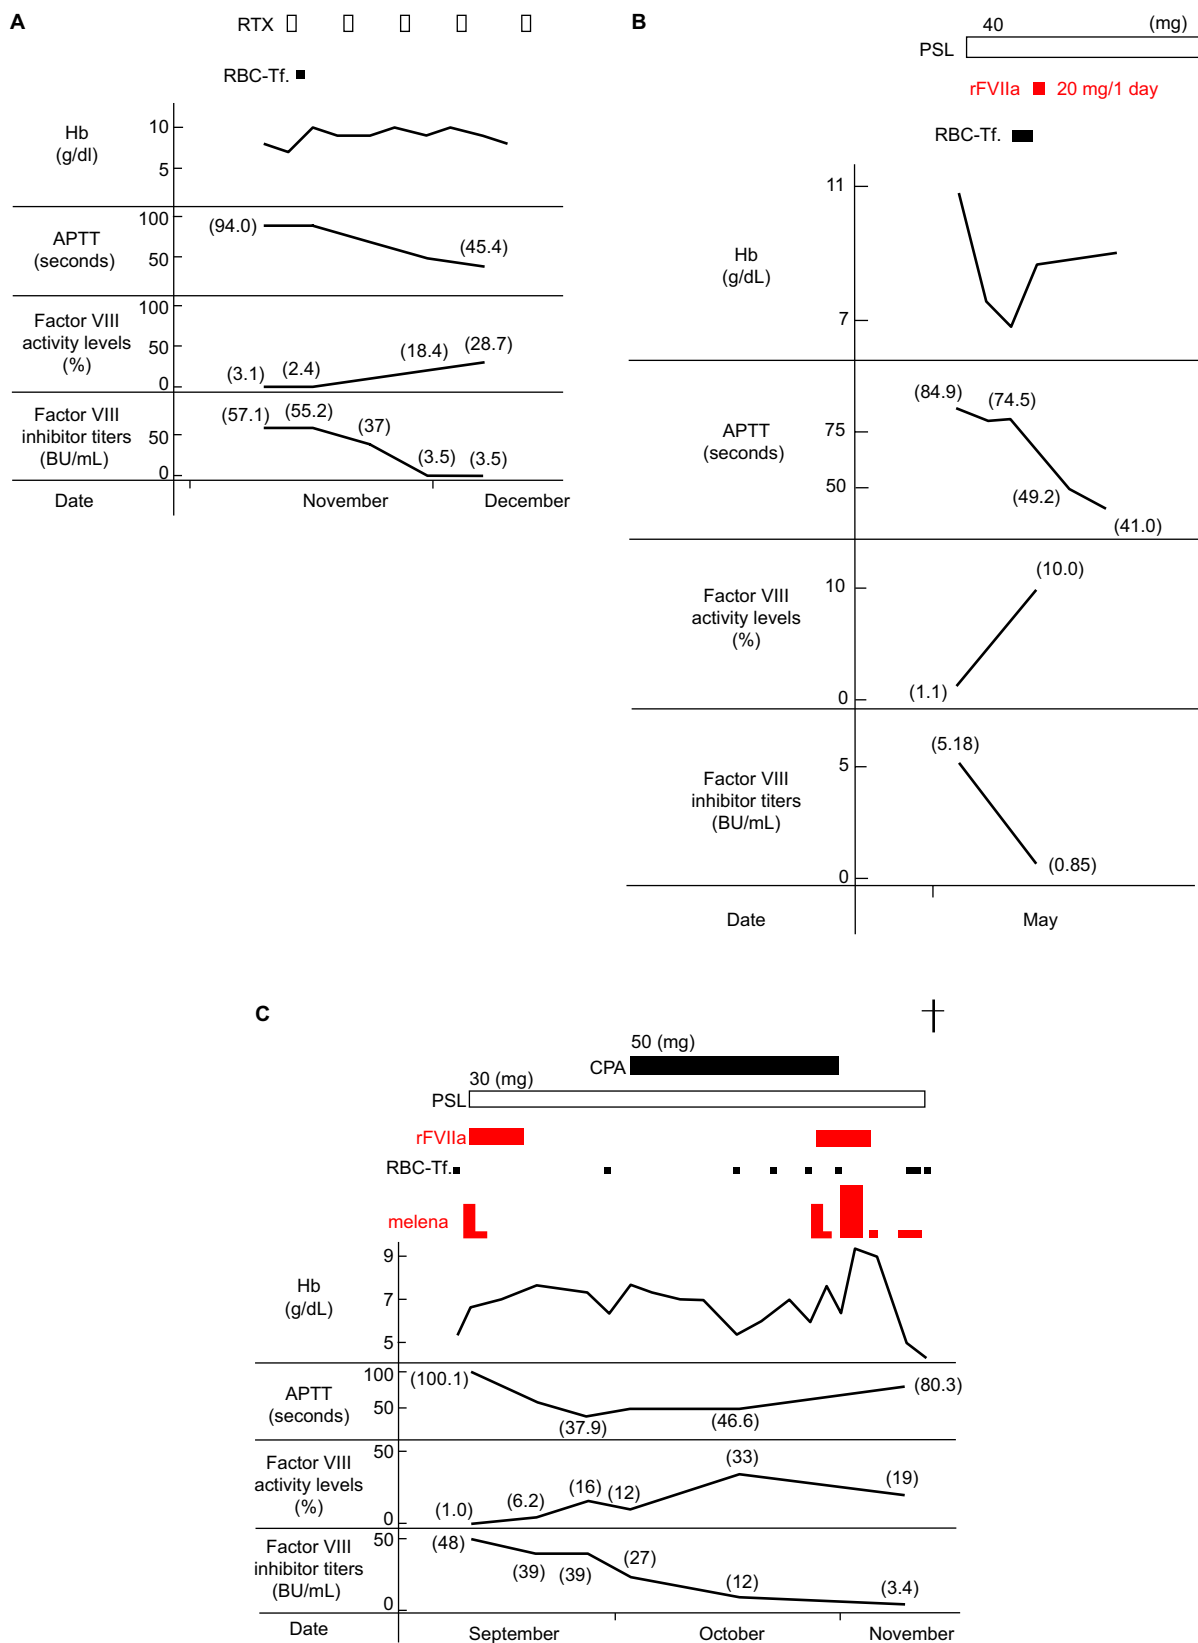 A
RTX
RBC-Tf.
Hb
(g/dl)
10
5
APTT
(seconds)
100
50
(94.0)
(45.4)
Factor VIII
activity levels
(%)
100
50
0
(3.1)
(2.4)
(18.4)
(28.7)
Factor VIII
inhibitor titers
(BU/mL)
50
0
(57.1)
(55.2)
(37)
(3.5)
(3.5)
Date
November
December
B
40
(mg)
PSL
rFVIIa
20 mg/1 day
RBC-Tf.
Hb
(g/dL)
11
7
APTT
(seconds)
75
50
(84.9)
(74.5)
(49.2)
(41.0)
Factor VIII
activity levels
(%)
10
0
(1.1)
(10.0)
Factor VIII
inhibitor titers
(BU/mL)
5
0
(5.18)
(0.85)
Date
May
C
50 (mg)
CPA
30 (mg)
PSL
rFVIIa
RBC-Tf.
melena
Hb
(g/dL)
9
7
5
APTT
(seconds)
100
50
(100.1)
(37.9)
(46.6)
(80.3)
Factor VIII
activity levels
(%)
50
0
(1.0)
(6.2)
(16)
(12)
(33)
(19)
Factor VIII
inhibitor titers
(BU/mL)
50
0
(48)
(39)
(39)
(27)
(12)
(3.4)
Date
September
October
November